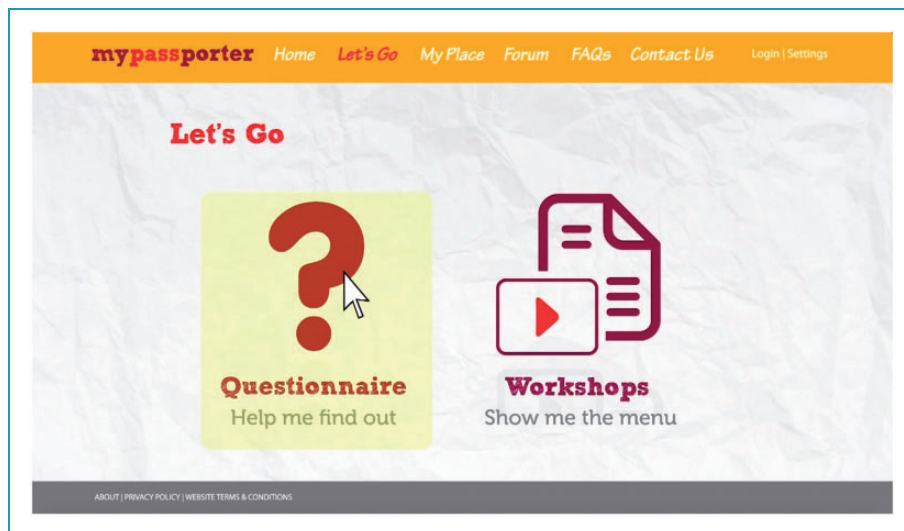 mypassporter Home Let's Go My Place Forum FAQs Contact Us Login | Settings
Let's Go
?
Questionnaire
Help me find out
Workshops
Show me the menu
ABOUT | PRIVACY POLICY | WEBSITE TERMS & CONDITIONS